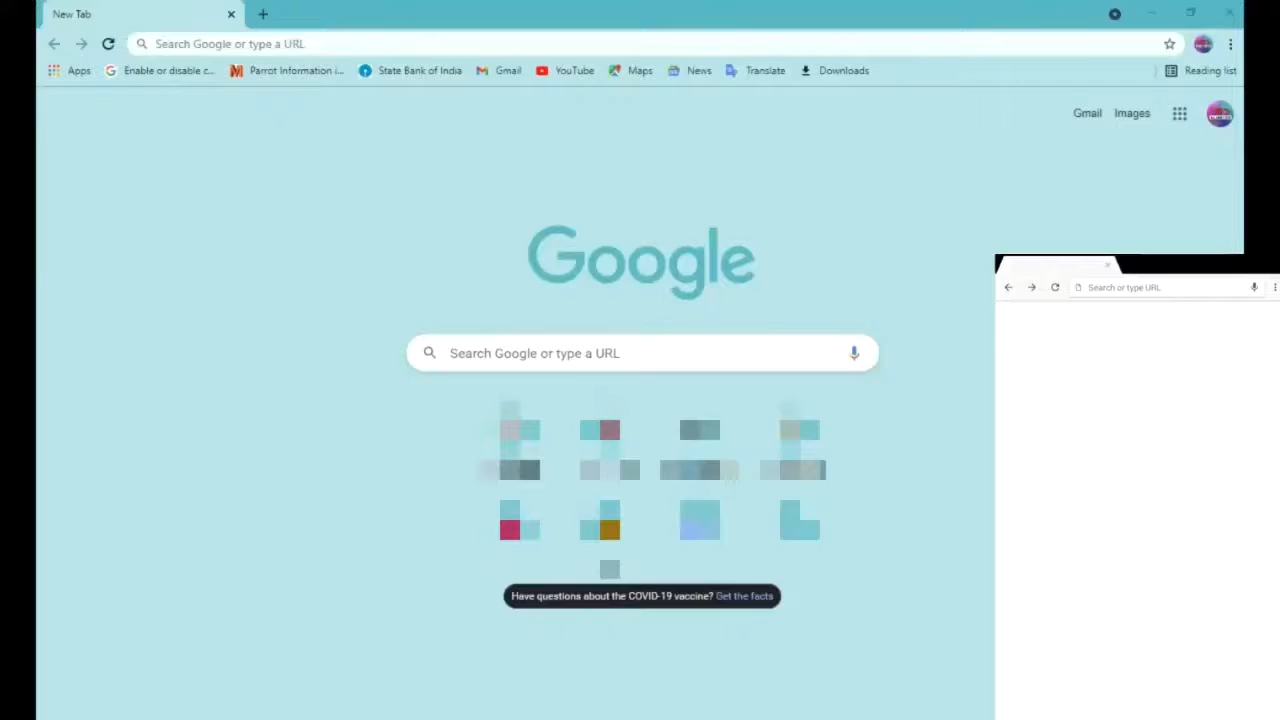 New Tab
Search Google or type a URL
Apps Enable or disable c... Parrot Information i... State Bank of India Gmail YouTube Maps News Translate Downloads Reading list
Gmail Images
Google
Search or type URL
Search Google or type a URL
Have questions about the COVID-19 vaccine? Get the facts